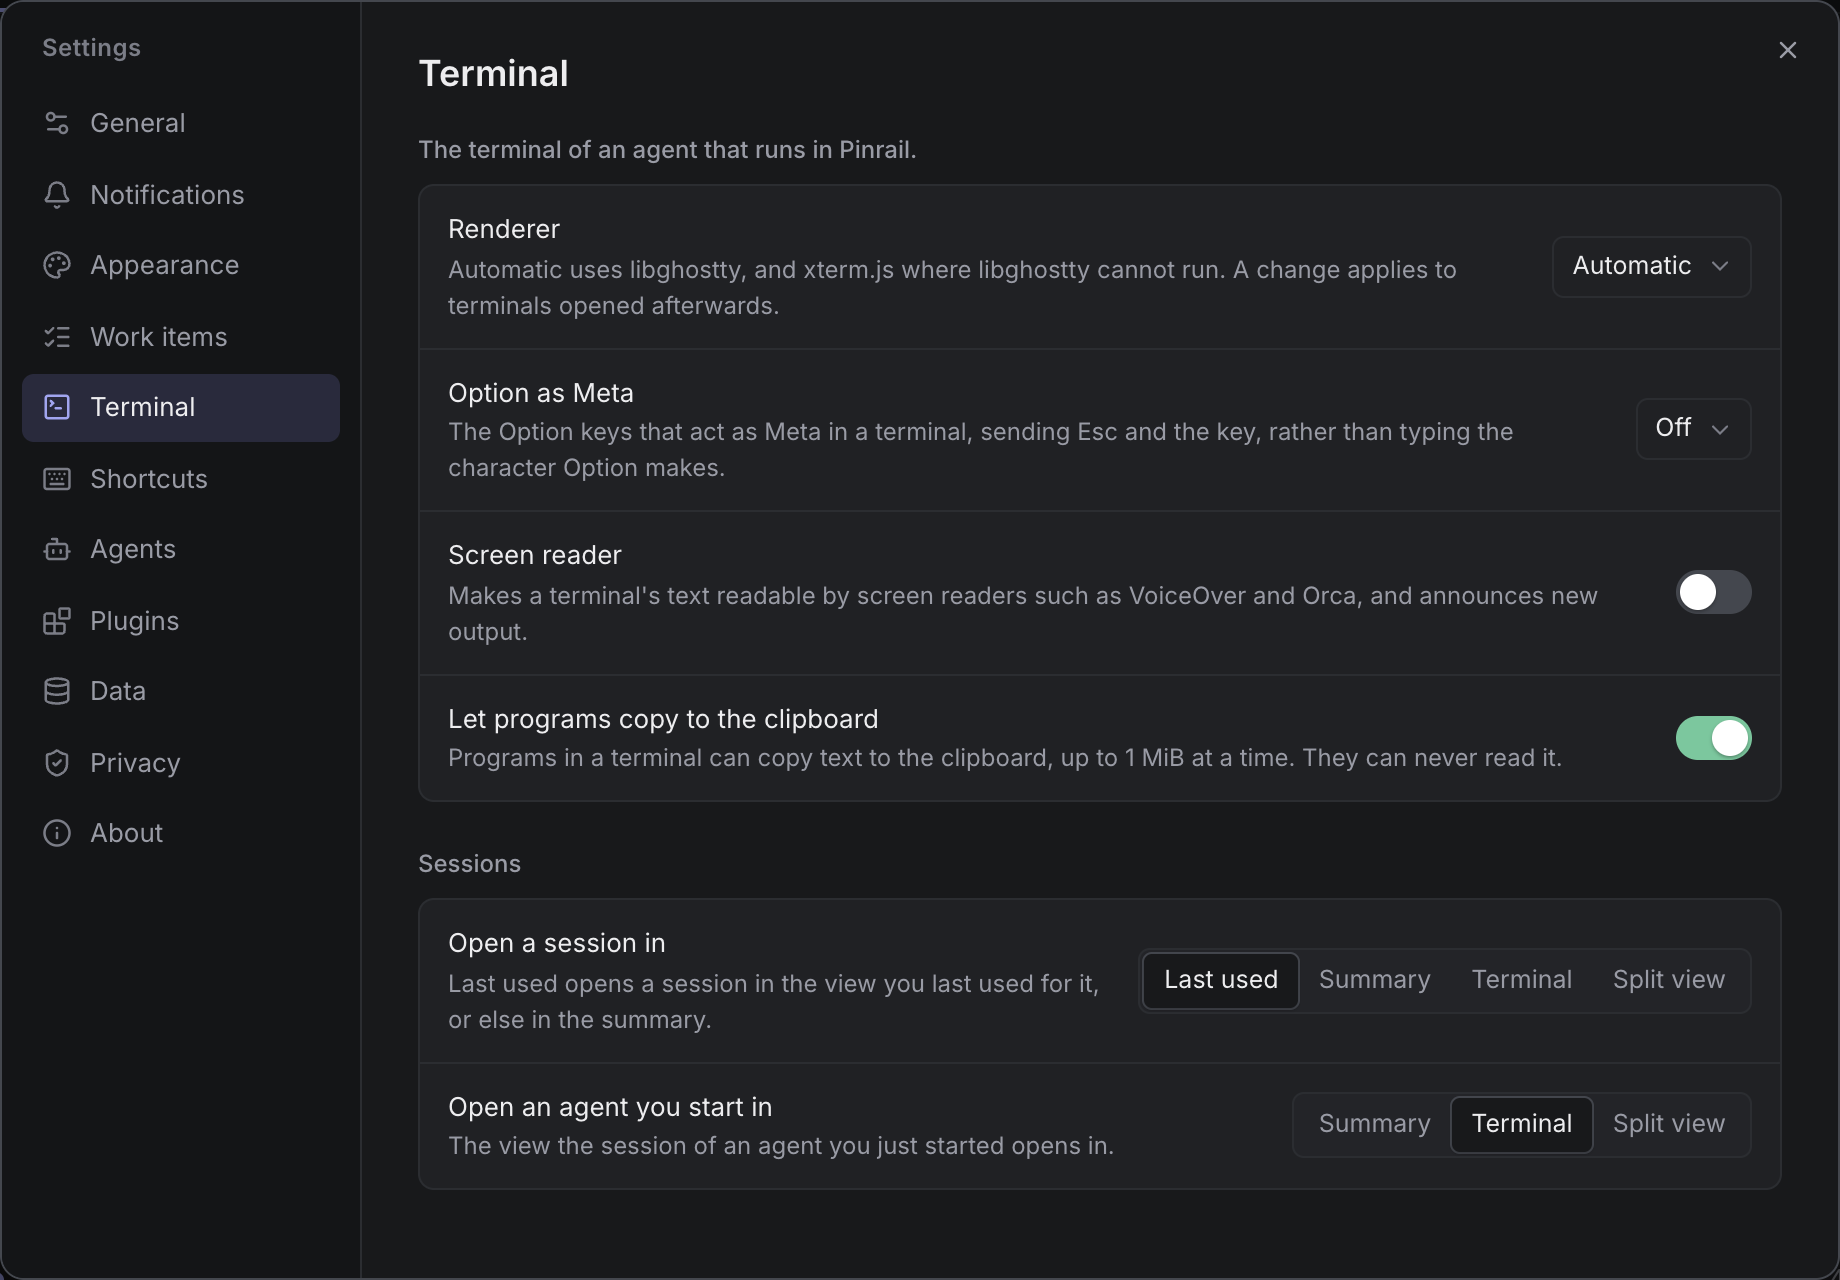 Settings
General
Notifications
Appearance
Work items
Terminal
Shortcuts
Agents
Plugins
Data
Privacy
About
Terminal
The terminal of an agent that runs in Pinrail.
Renderer
Automatic uses libghostty, and xterm.js where libghostty cannot run. A change applies to
terminals opened afterwards.
Automatic
Option as Meta
The Option keys that act as Meta in a terminal, sending Esc and the key, rather than typing the
character Option makes.
Off
Screen reader
Makes a terminal's text readable by screen readers such as VoiceOver and Orca, and announces new
output.
Let programs copy to the clipboard
Programs in a terminal can copy text to the clipboard, up to 1 MiB at a time. They can never read it.
Sessions
Open a session in
Last used opens a session in the view you last used for it,
or else in the summary.
Last used Summary Terminal Split view
Open an agent you start in
The view the session of an agent you just started opens in.
Summary Terminal Split view